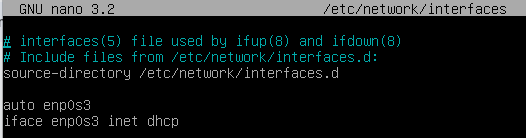 GNU nano 3.2 /etc/network/interfaces
# interfaces(5) file used by ifup(8) and ifdown(8)
# Include files from /etc/network/interfaces.d:
source-directory /etc/network/interfaces.d
auto enp0s3
iface enp0s3 inet dhcp